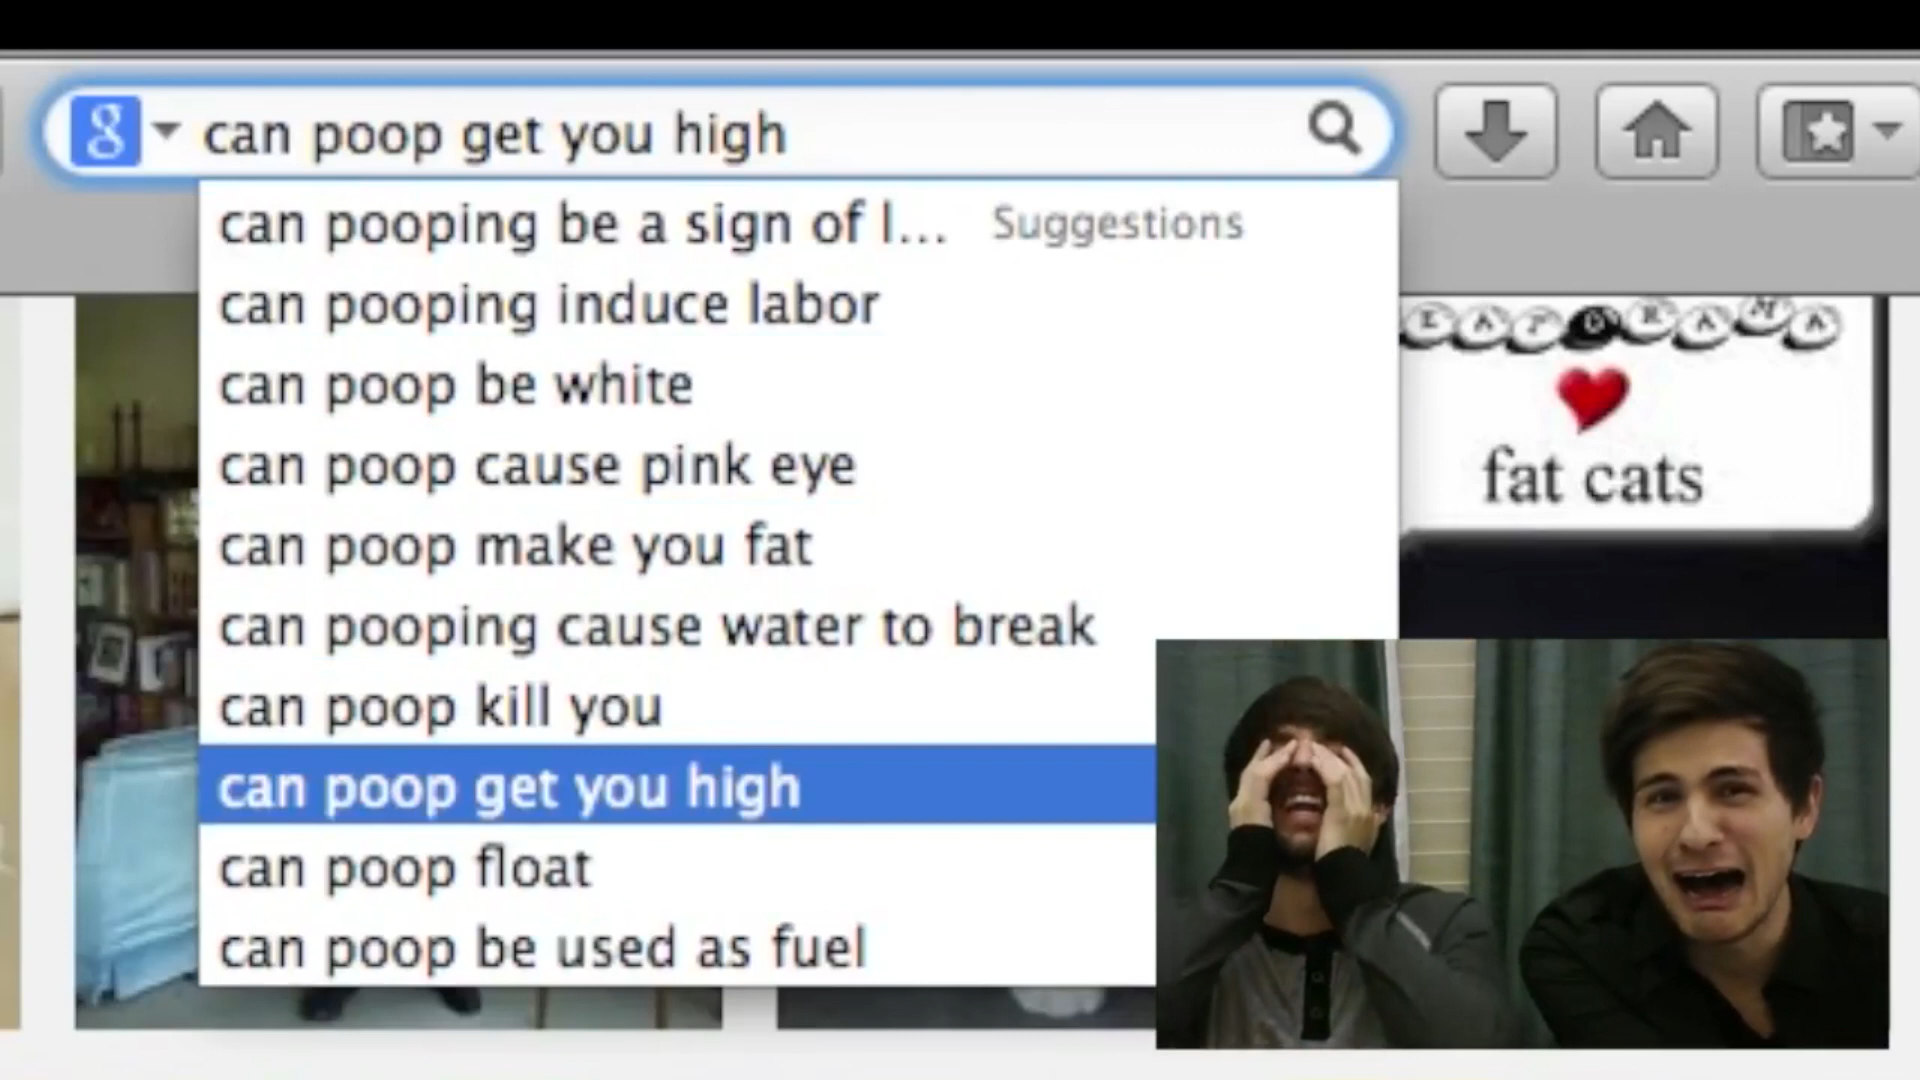 g can poop get you high
can pooping be a sign of l... Suggestions
can pooping induce labor
can poop be white
can poop cause pink eye
can poop make you fat
can pooping cause water to break
can poop kill you
can poop get you high
can poop float
can poop be used as fuel
EATORAMA
fat cats